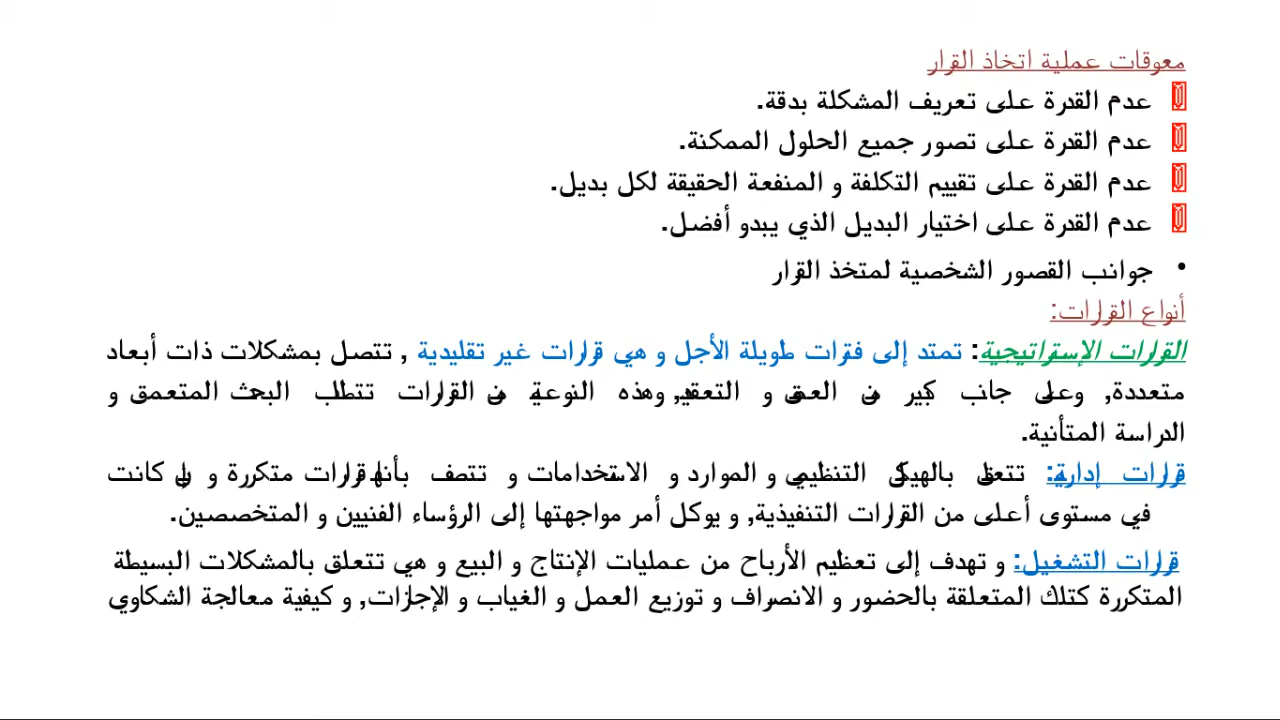 معوقات عملية اتخاذ القرار
عدم القدرة على تعريف المشكلة بدقة.
عدم القدرة على تصور جميع الحلول الممكنة.
عدم القدرة على تقييم التكلفة و المنفعة الحقيقة لكل بديل.
عدم القدرة على اختيار البديل الذي يبدو أفضل.
• جوانب القصور الشخصية لمتخذ القرار
أنواع القرارات:
القرارات الإستراتيجية: تمتد إلى فترات طويلة الأجل و هي قرارات غير تقليدية , تتصل بمشكلات ذات أبعاد
متعددة, وعلى جانب كبير من العمق و التعقيد, وهذه النوعية من القرارات تتطلب البحث المتعمق و
الدراسة المتأنية.
قرارات إدارية: تتعلق بالهيكل التنظيمي و الموارد و الاستخدامات و تتصف بأنها قرارات متكررة و إن كانت
في مستوى أعلى من القرارات التنفيذية, و يوكل أمر مواجهتها إلى الرؤساء الفنيين و المتخصصين.
قرارات التشغيل: و تهدف إلى تعظيم الأرباح من عمليات الإنتاج و البيع و هي تتعلق بالمشكلات البسيطة
المتكررة كتلك المتعلقة بالحضور و الانصراف و توزيع العمل و الغياب و الإجازات, و كيفية معالجة الشكاوي